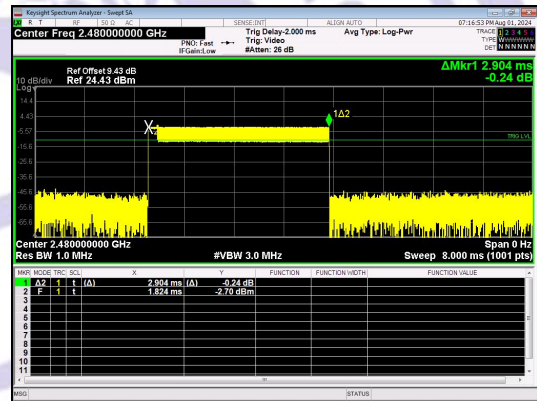 Keysight Spectrum Analyzer - Swept SA
R T RF 50 Ω AC SENSE:INT ALIGN AUTO 07:16:53 PM Aug 01, 2024
Center Freq 2.480000000 GHz Trig Delay-2.000 ms Avg Type: Log-Pwr TRACE 1 2 3 4 5 6
PNO: Fast Trig: Video TYPE
IFGain:Low #Atten: 26 dB DET N N N N N N
ΔMkr1 2.904 ms
Ref Offset 9.43 dB
10 dB/div Ref 24.43 dBm -0.24 dB
Log
14.4
4.43 1Δ2
-5.57
TRIG LVL
-15.6
-25.6
-35.6
-45.6
-55.6
-65.6
Center 2.480000000 GHz Span 0 Hz
Res BW 1.0 MHz #VBW 3.0 MHz Sweep 8.000 ms (1001 pts)
MKR MODE TRC SCL X Y FUNCTION FUNCTION WIDTH FUNCTION VALUE
1 Δ2 1 t (Δ) 2.904 ms (Δ) -0.24 dB
2 F 1 t 1.824 ms -2.70 dBm
3
4
5
6
7
8
9
10
11
MSG STATUS